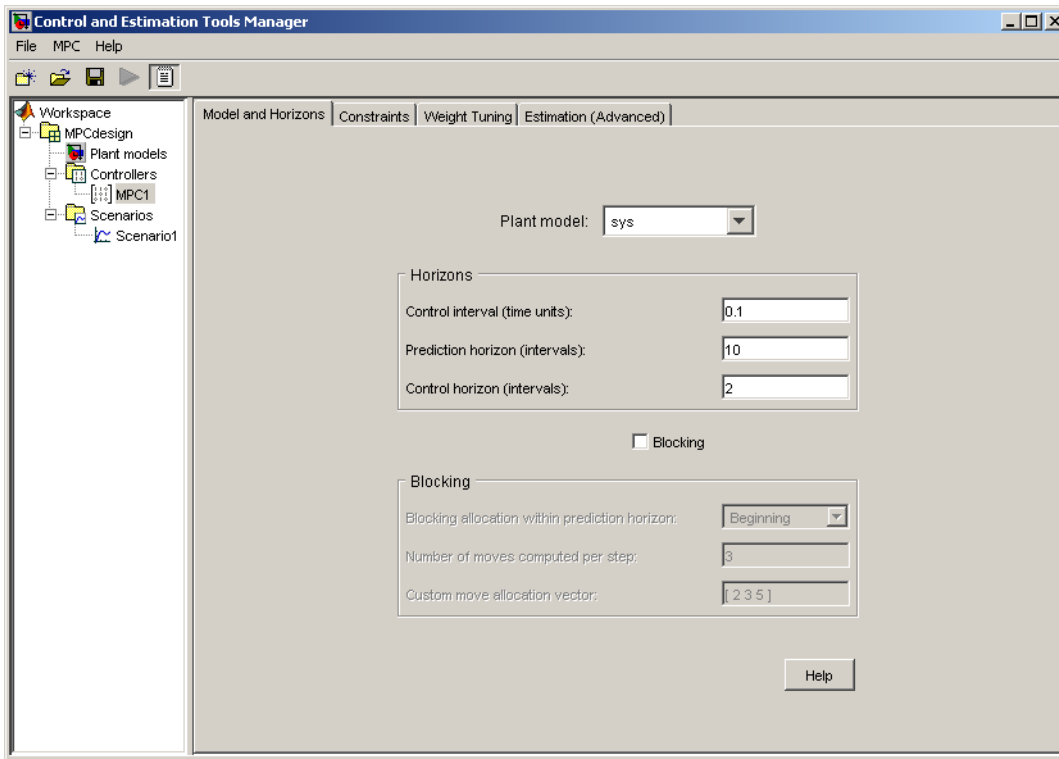 Control and Estimation Tools Manager
File MPC Help
Workspace
MPCdesign
Plant models
Controllers
MPC1
Scenarios
Scenario1
Model and Horizons Constraints Weight Tuning Estimation (Advanced)
Plant model: sys
Horizons
Control interval (time units): 0.1
Prediction horizon (intervals): 10
Control horizon (intervals): 2
Blocking
Blocking
Blocking allocation within prediction horizon: Beginning
Number of moves computed per step: 3
Custom move allocation vector: [ 2 3 5 ]
Help